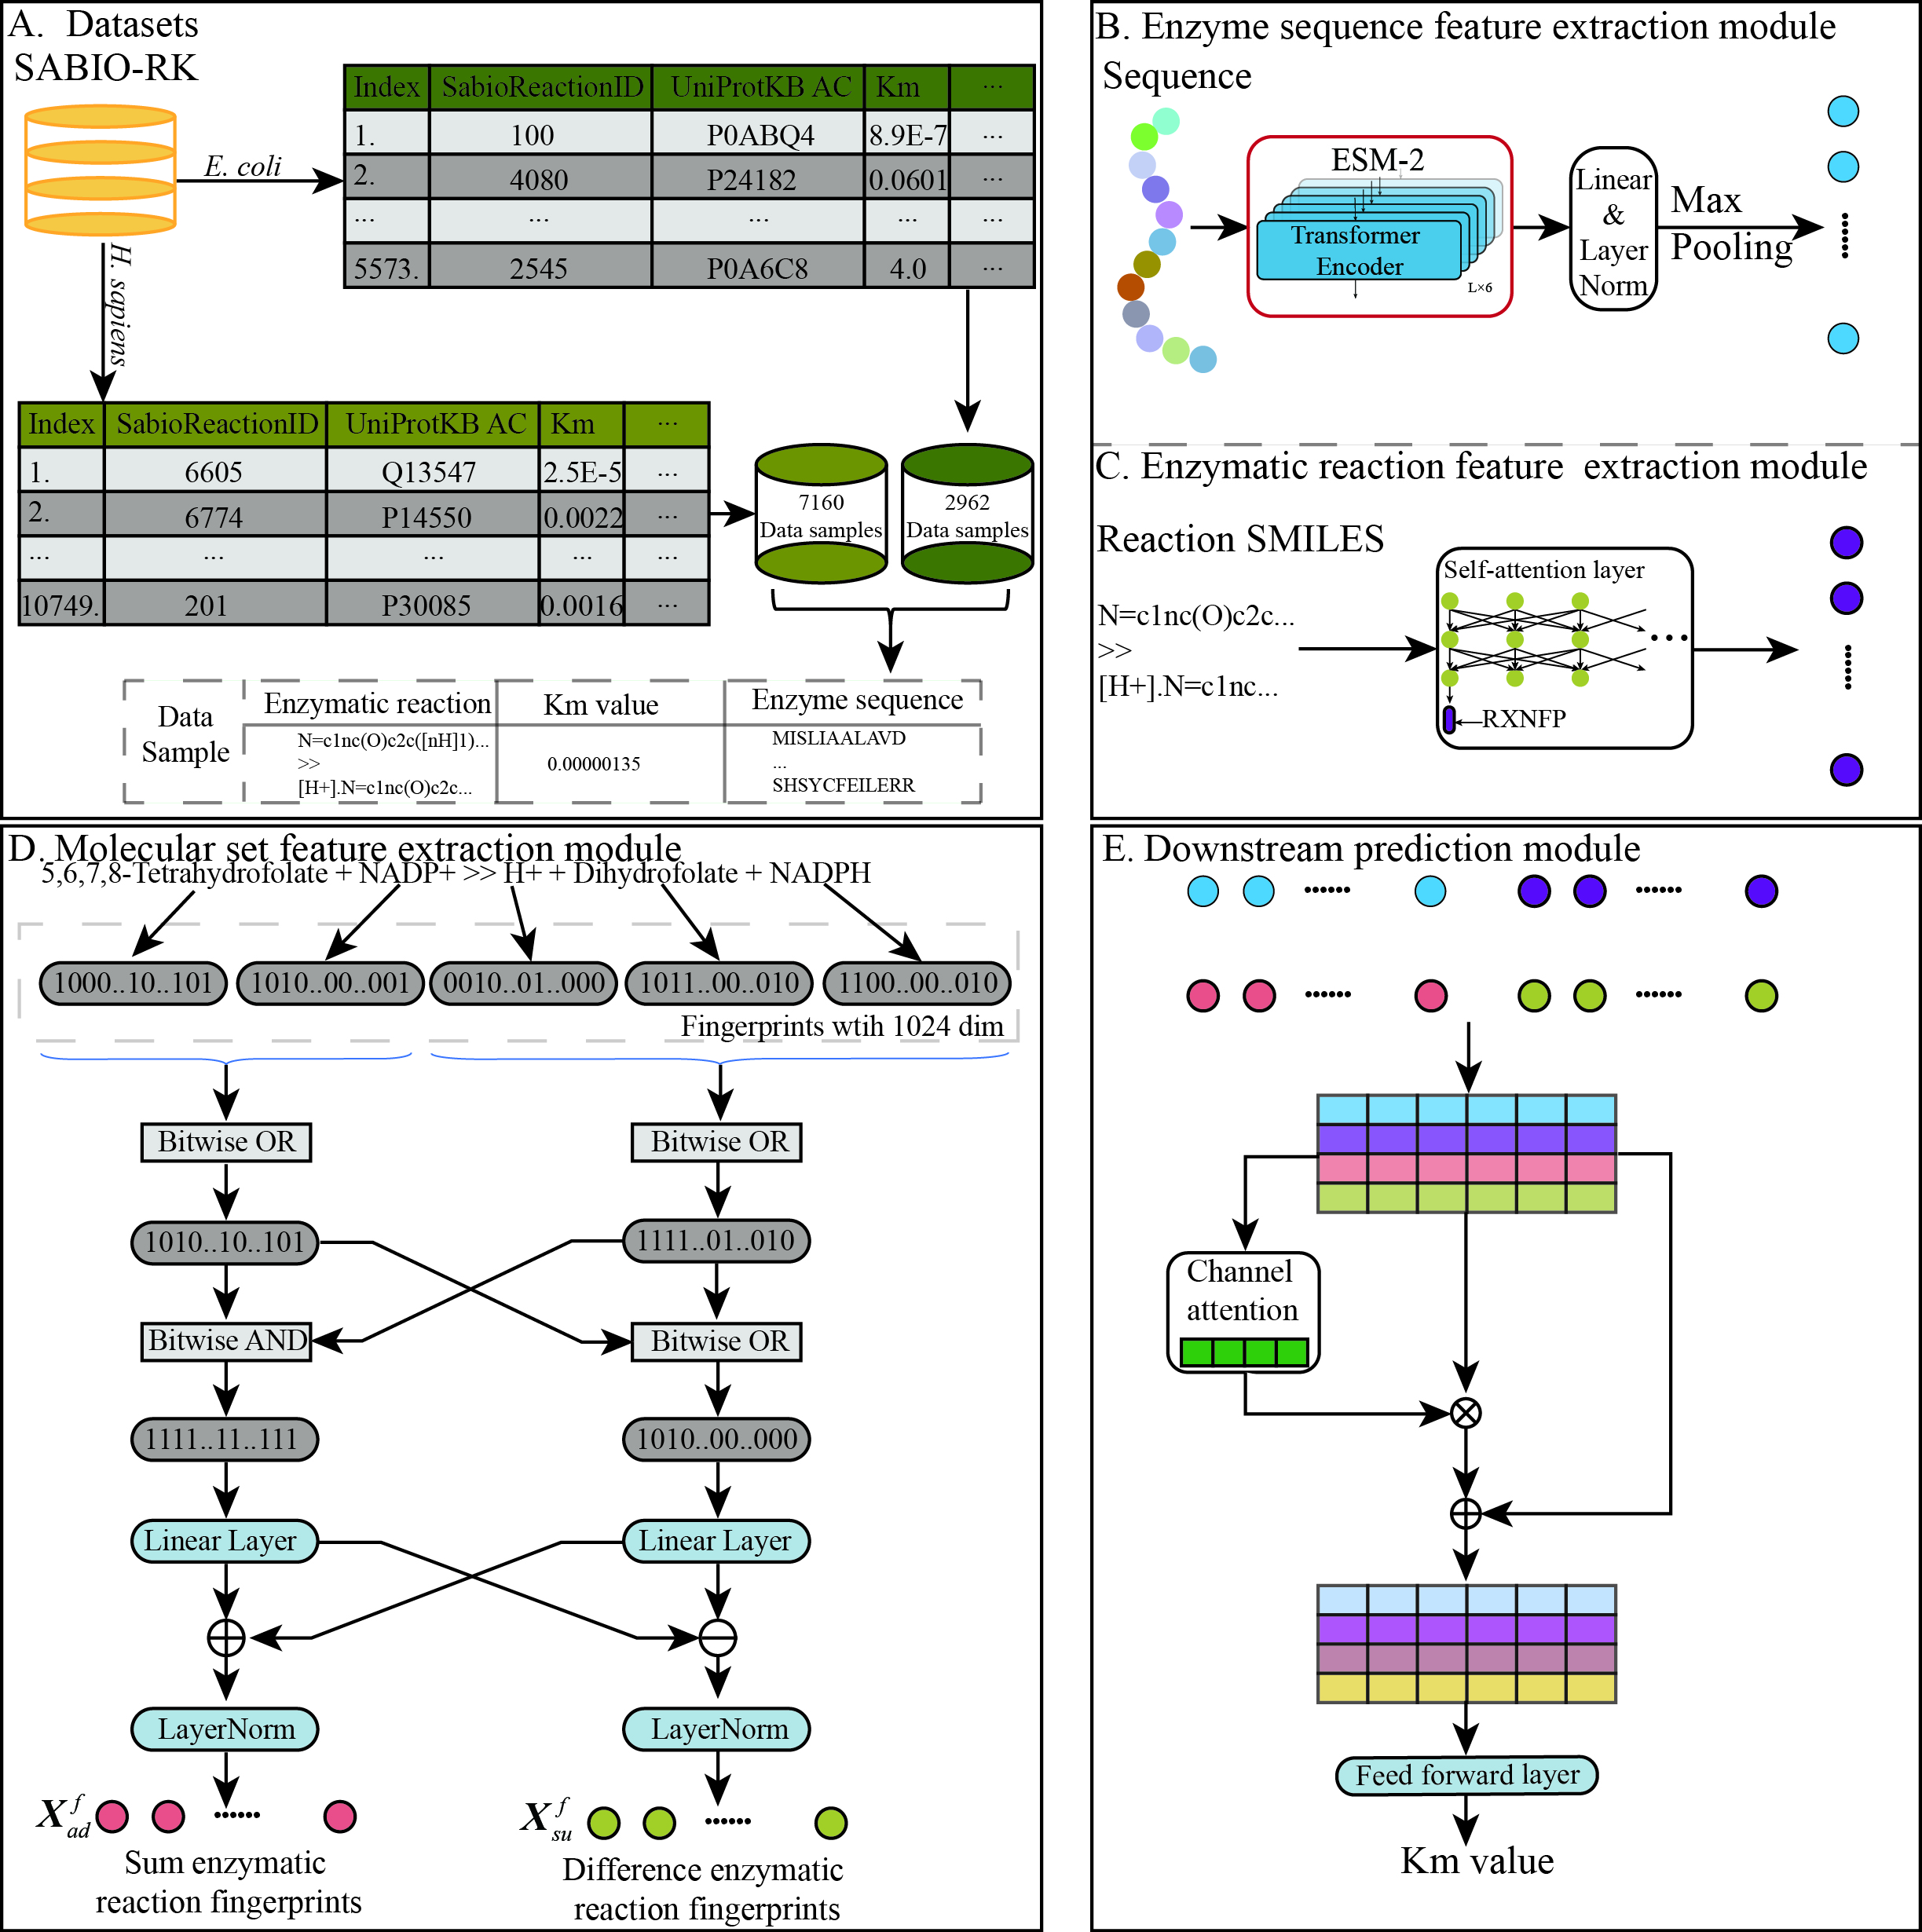 A. Datasets
SABIO-RK
E. coli
H. sapiens
Index SabioReactionID UniProtKB AC Km ...
1. 100 P0ABQ4 8.9E-7 ...
2. 4080 P24182 0.0601 ...
... ... ... ... ...
5573. 2545 P0A6C8 4.0 ...
Index SabioReactionID UniProtKB AC Km ...
1. 6605 Q13547 2.5E-5 ...
2. 6774 P14550 0.0022 ...
... ... ... ... ...
10749. 201 P30085 0.0016 ...
7160
Data samples
2962
Data samples
Data
Sample
Enzymatic reaction
N=c1nc(O)c2c([nH]1)...
>>
[H+].N=c1nc(O)c2c...
Km value
0.00000135
Enzyme sequence
MISLIAALAVD
...
SHSYCFEILERR
B. Enzyme sequence feature extraction module
Sequence
ESM-2
Transformer
Encoder
L×6
Linear
&
Layer
Norm
Max
Pooling
C. Enzymatic reaction feature extraction module
Reaction SMILES
N=c1nc(O)c2c...
>>
[H+].N=c1nc...
Self-attention layer
RXNFP
D. Molecular set feature extraction module
5,6,7,8-Tetrahydrofolate + NADP+ >> H+ + Dihydrofolate + NADPH
1000..10..101 1010..00..001 0010..01..000 1011..00..010 1100..00..010
Fingerprints wtih 1024 dim
Bitwise OR Bitwise OR
1010..10..101 1111..01..010
Bitwise AND Bitwise OR
1111..11..111 1010..00..000
Linear Layer Linear Layer
LayerNorm LayerNorm
X f ad
Sum enzymatic
reaction fingerprints
X f su
Difference enzymatic
reaction fingerprints
E. Downstream prediction module
Channel
attention
Feed forward layer
Km value